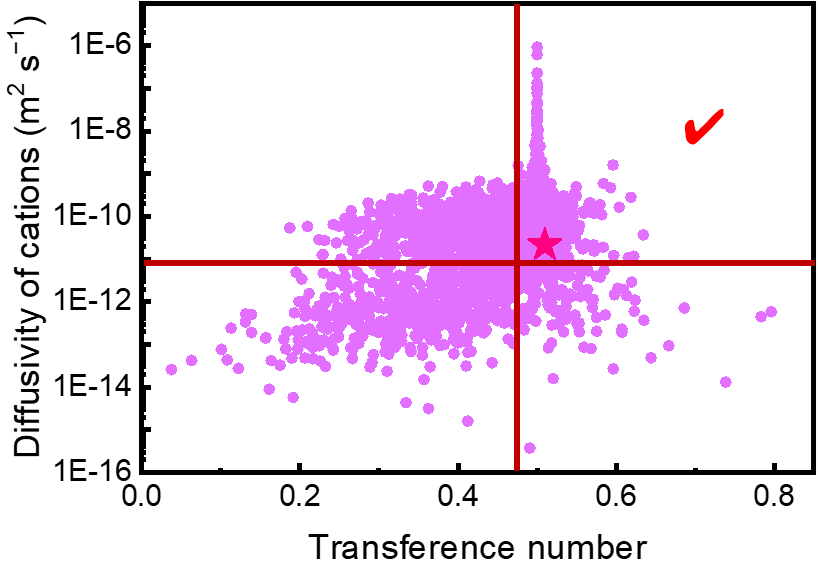 Diffusivity of cations (m² s⁻¹)
1E-6
1E-8
1E-10
1E-12
1E-14
1E-16
0.0 0.2 0.4 0.6 0.8
Transference number